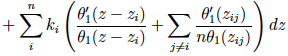 $+ \sum_{i}^{n} k_i \left( \frac{\theta_1'(z - z_i)}{\theta_1(z - z_i)} + \sum_{j \neq i} \frac{\theta_1'(z_{ij})}{n\theta_1(z_{ij})} \right) dz$